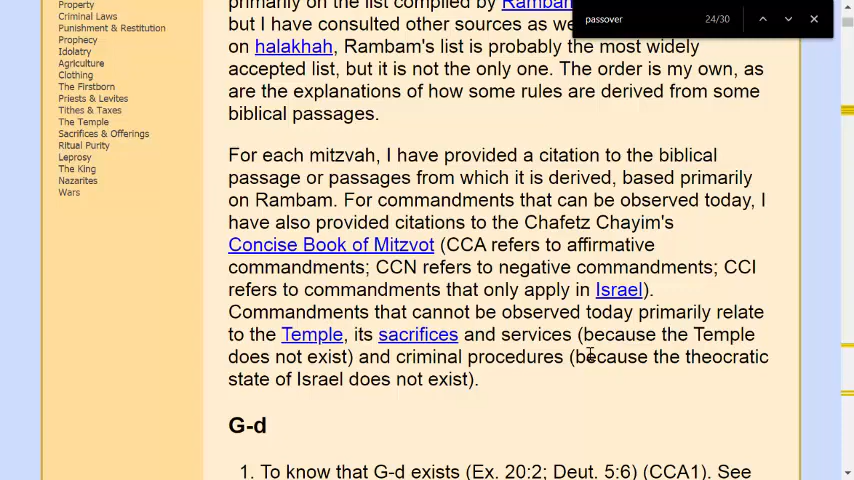 Property
Criminal Laws
Punishment & Restitution
Prophecy
Idolatry
Agriculture
Clothing
The Firstborn
Priests & Levites
Tithes & Taxes
The Temple
Sacrifices & Offerings
Ritual Purity
Leprosy
The King
Nazarites
Wars
passover 24/30
primarily on the list compiled by Rambam
but I have consulted other sources as we
on halakhah, Rambam's list is probably the most widely
accepted list, but it is not the only one. The order is my own, as
are the explanations of how some rules are derived from some
biblical passages.
For each mitzvah, I have provided a citation to the biblical
passage or passages from which it is derived, based primarily
on Rambam. For commandments that can be observed today, I
have also provided citations to the Chafetz Chayim's
Concise Book of Mitzvot (CCA refers to affirmative
commandments; CCN refers to negative commandments; CCI
refers to commandments that only apply in Israel).
Commandments that cannot be observed today primarily relate
to the Temple, its sacrifices and services (because the Temple
does not exist) and criminal procedures (because the theocratic
state of Israel does not exist).
G-d
1. To know that G-d exists (Ex. 20:2; Deut. 5:6) (CCA1). See